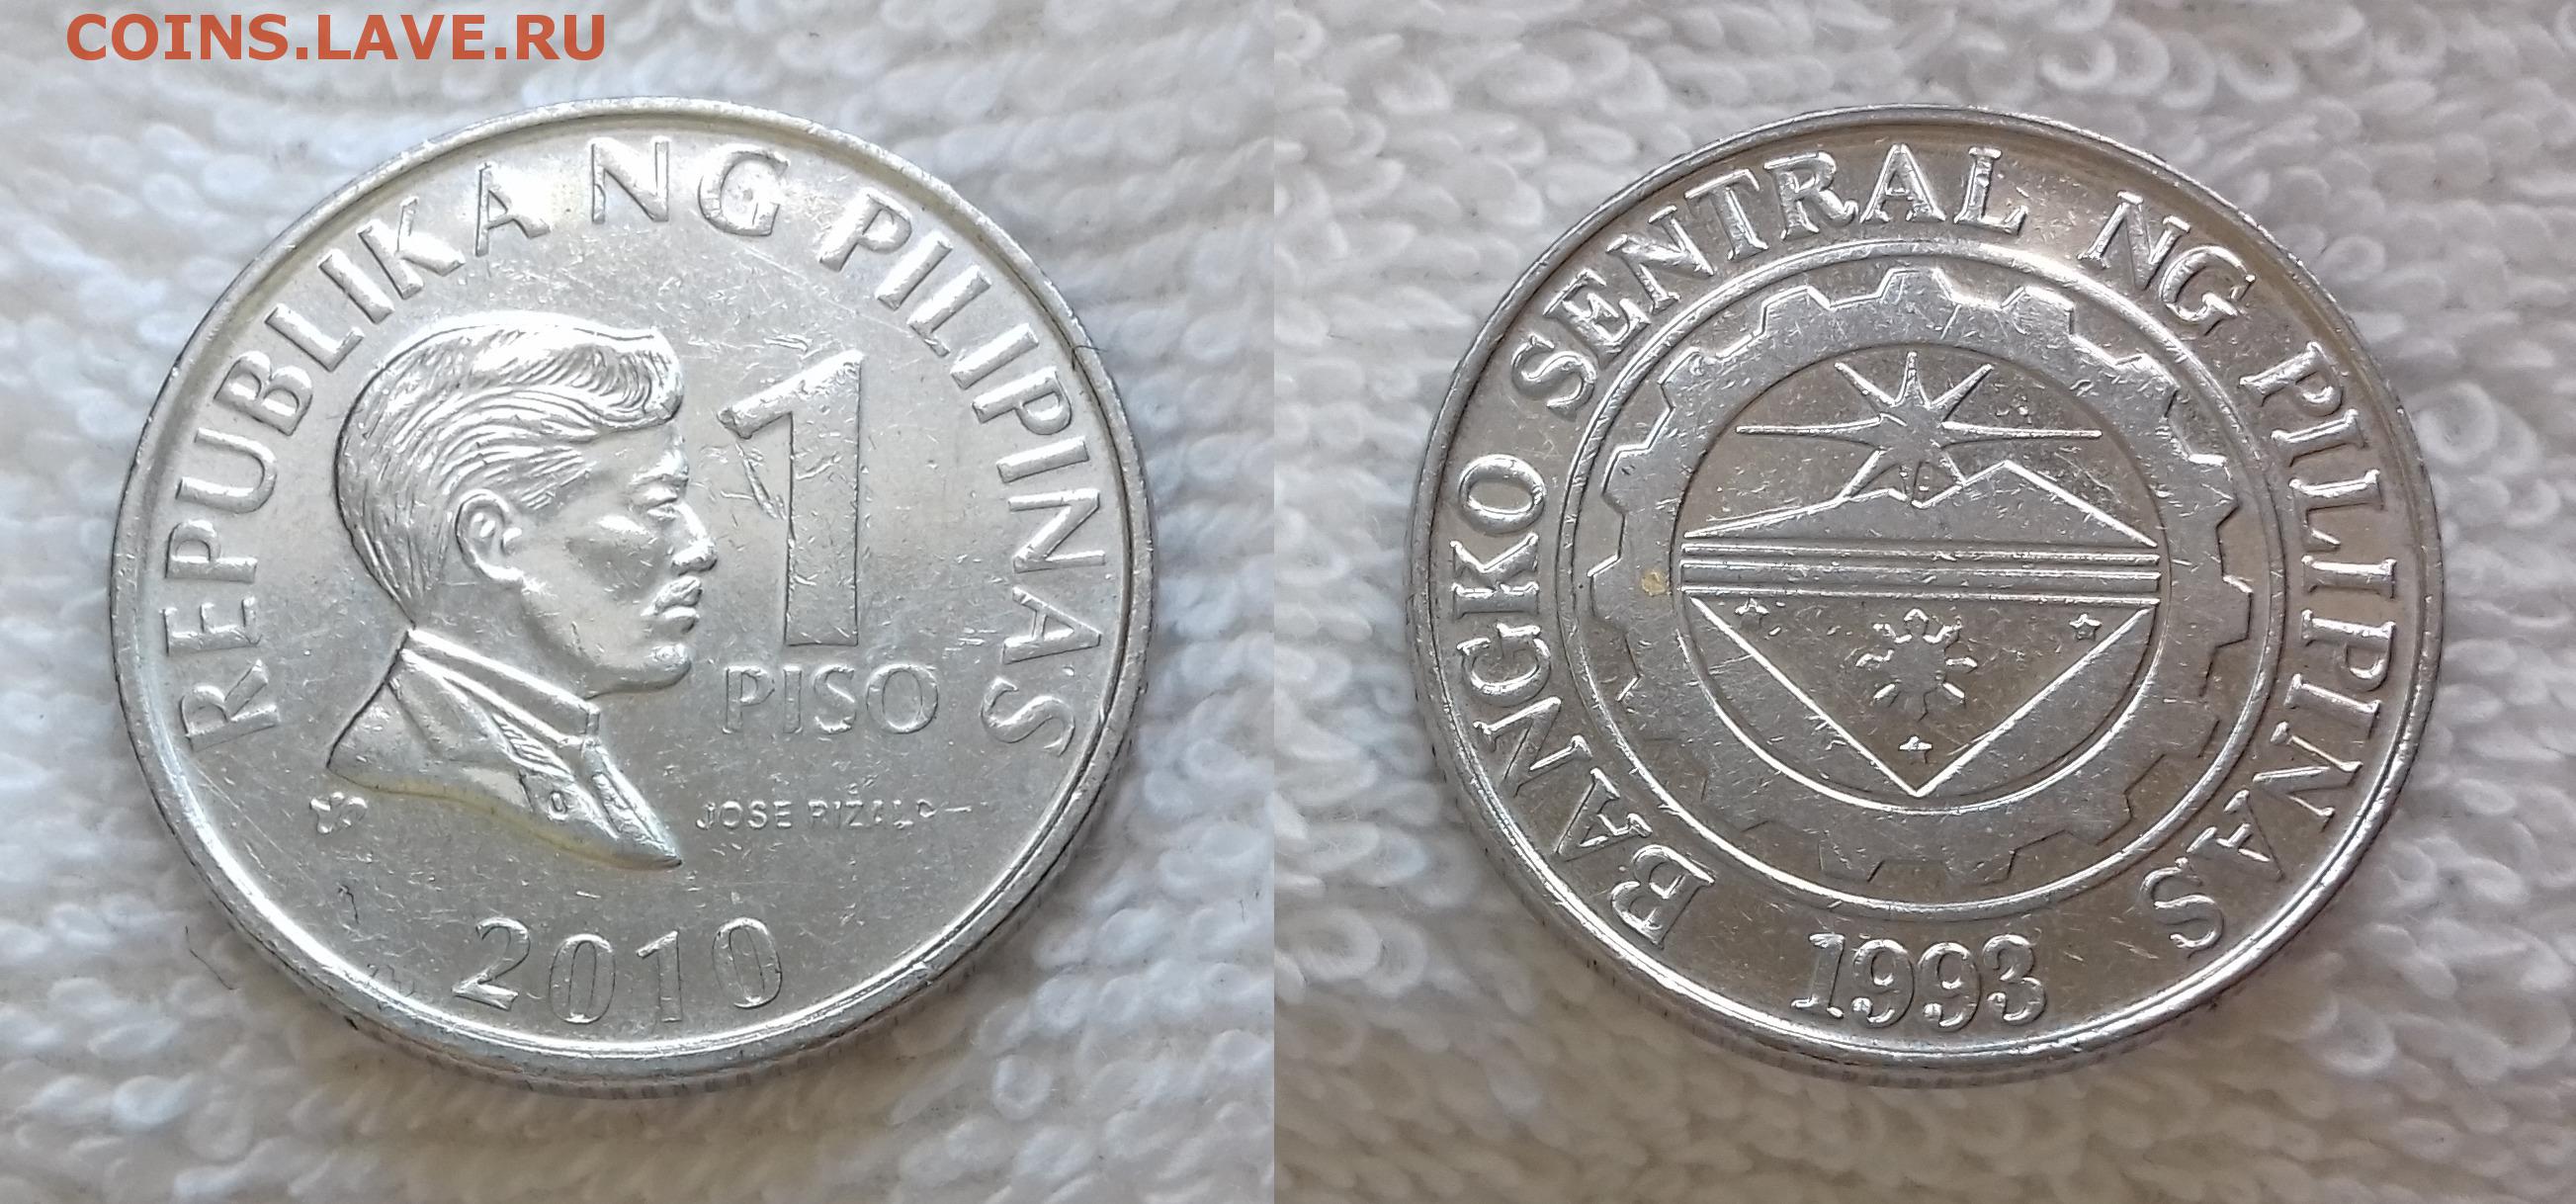 COINS.LAVE.RU
REPUBLIKA NG PILIPINAS
1
PISO
JOSE RIZAL
2010
BANGKO SENTRAL NG PILIPINAS
1993